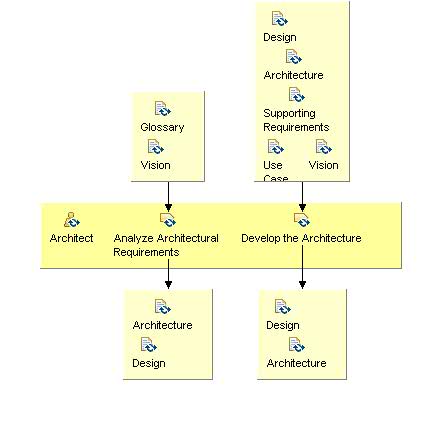 Design
Architecture
Supporting
Requirements
Use
Case
Vision
Glossary
Vision
Architect
Analyze Architectural
Requirements
Develop the Architecture
Architecture
Design
Design
Architecture